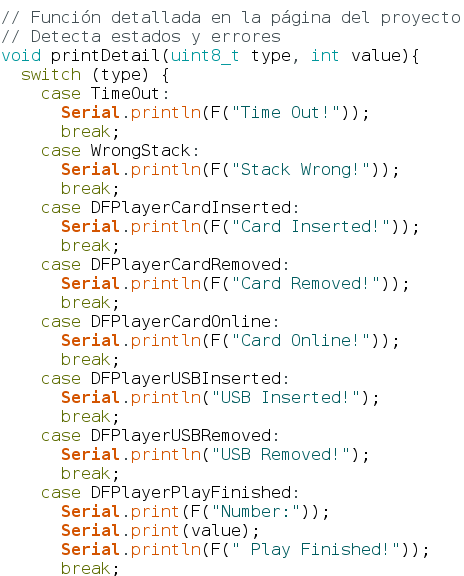 // Función detallada en la página del proyecto
// Detecta estados y errores
void printDetail(uint8_t type, int value){
  switch (type) {
    case TimeOut:
      Serial.println(F("Time Out!"));
      break;
    case WrongStack:
      Serial.println(F("Stack Wrong!"));
      break;
    case DFPlayerCardInserted:
      Serial.println(F("Card Inserted!"));
      break;
    case DFPlayerCardRemoved:
      Serial.println(F("Card Removed!"));
      break;
    case DFPlayerCardOnline:
      Serial.println(F("Card Online!"));
      break;
    case DFPlayerUSBInserted:
      Serial.println("USB Inserted!");
      break;
    case DFPlayerUSBRemoved:
      Serial.println("USB Removed!");
      break;
    case DFPlayerPlayFinished:
      Serial.print(F("Number:"));
      Serial.print(value);
      Serial.println(F(" Play Finished!"));
      break;